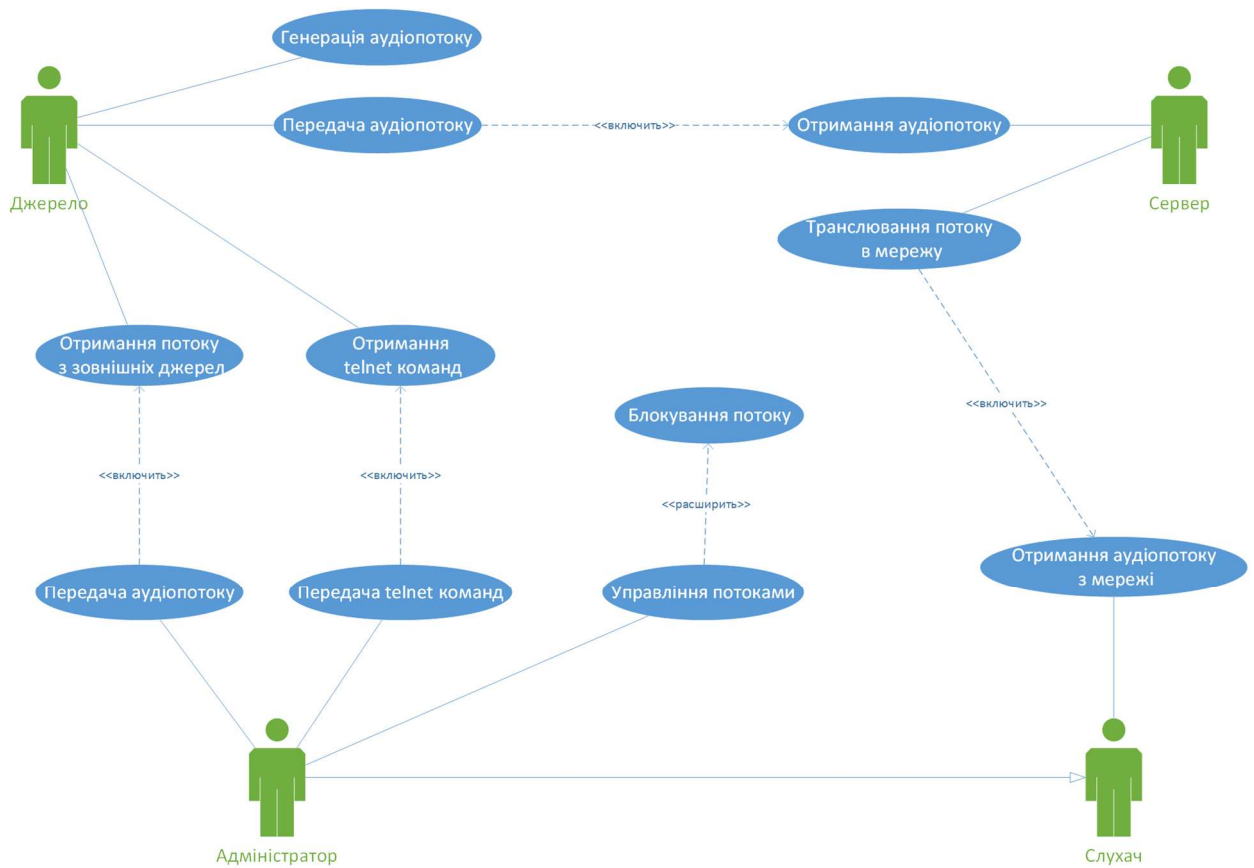 Генерація аудіопотоку
Передача аудіопотоку
<<включить>>
Отримання аудіопотоку
Джерело
Сервер
Транслювання потоку
в мережу
Отримання потоку
з зовнішніх джерел
Отримання
telnet команд
Блокування потоку
<<включить>>
<<включить>>
<<включить>>
<<расширить>>
Отримання аудіопотоку
з мережі
Передача аудіопотоку
Передача telnet команд
Управління потоками
Адміністратор
Слухач